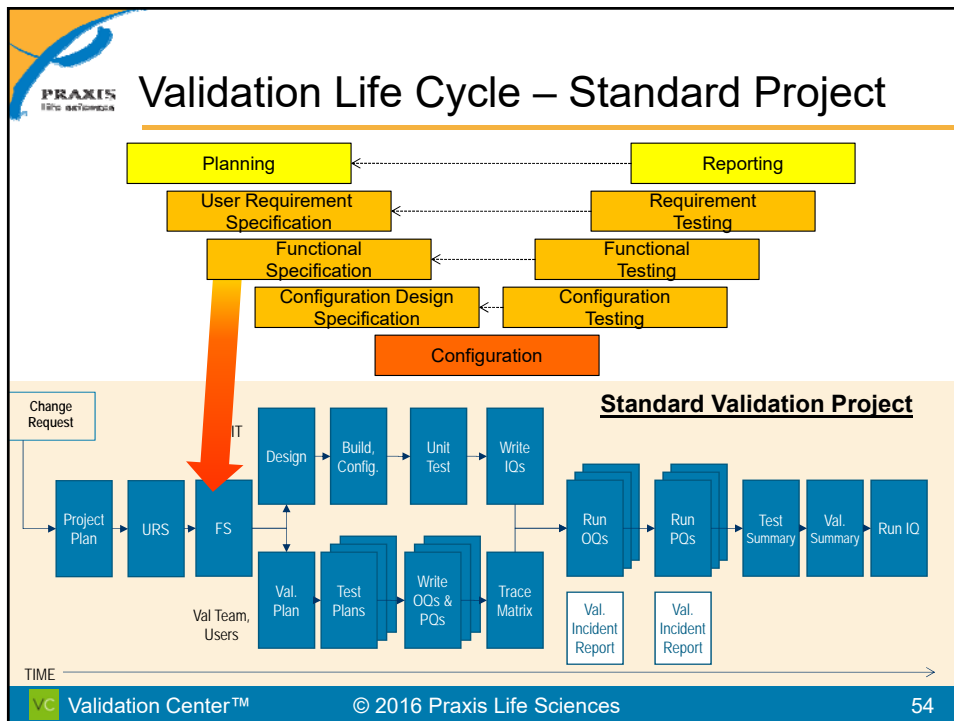 PRAXIS
life sciences
Validation Life Cycle – Standard Project
Planning
Reporting
User Requirement
Specification
Requirement
Testing
Functional
Specification
Functional
Testing
Configuration Design
Specification
Configuration
Testing
Configuration
Standard Validation Project
Change
Request
IT
Design
Build,
Config.
Unit
Test
Write
IQs
Project
Plan
URS
FS
Run
OQs
Run
PQs
Test
Summary
Val.
Summary
Run IQ
Val.
Plan
Test
Plans
Write
OQs &
PQs
Trace
Matrix
Val Team,
Users
Val.
Incident
Report
Val.
Incident
Report
TIME
VC Validation Center™ © 2016 Praxis Life Sciences 54